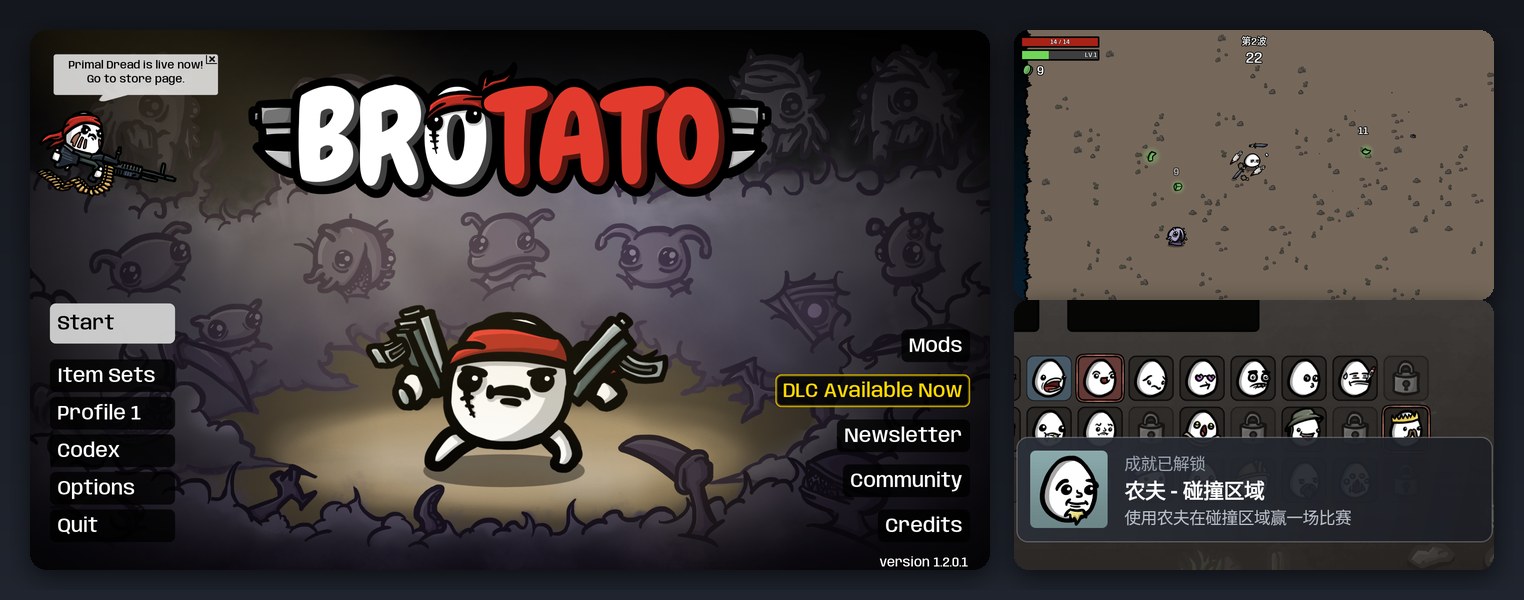 Primal Dread is live now!
Go to store page.
BROTATO
Start
Item Sets
Profile 1
Codex
Options
Quit
Mods
DLC Available Now
Newsletter
Community
Credits
version 1.2.0.1
14 / 14
LV.1
9
第2波
22
11
9
成就已解锁
农夫 - 碰撞区域
使用农夫在碰撞区域赢一场比赛